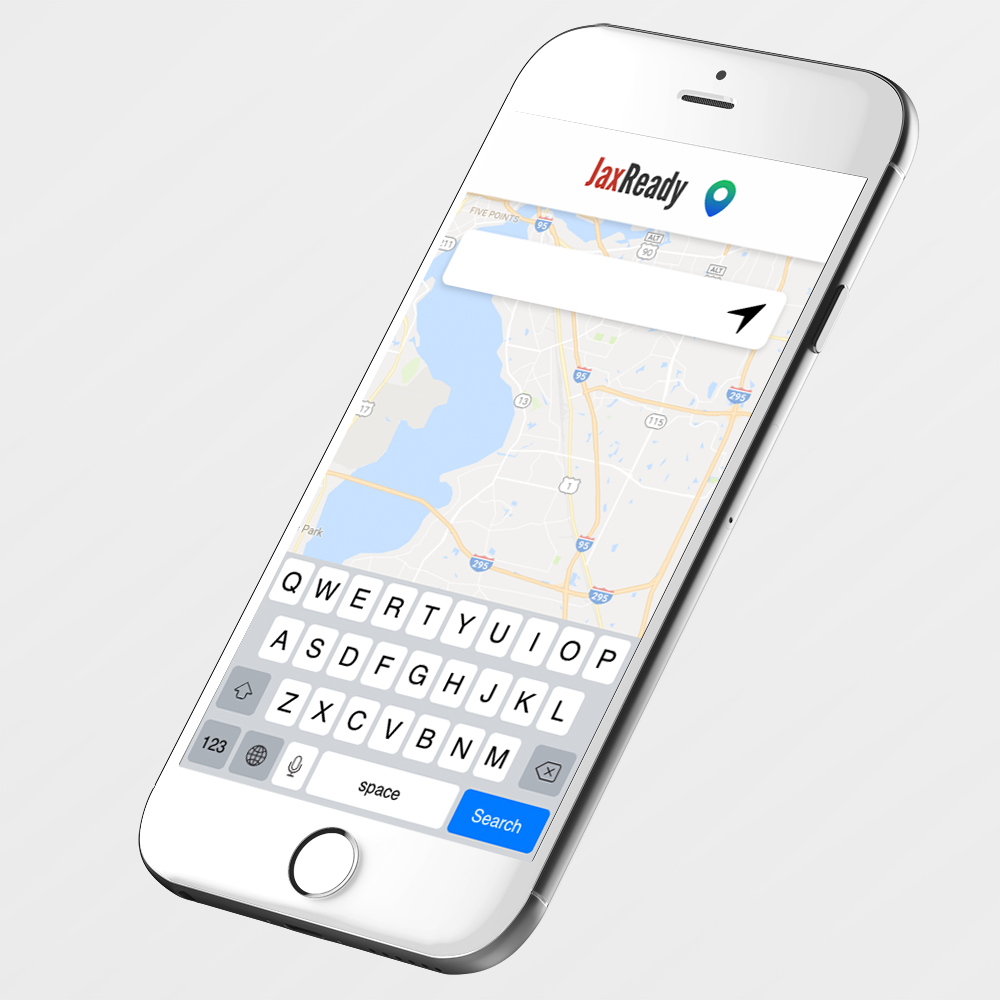 JaxReady
FIVE POINTS
95
ALT
90
ALT
95
295
17
13
115
1
Park
95
295
295
Q W E R T Y U I O P
A S D F G H J K L
Z X C V B N M
123 space Search